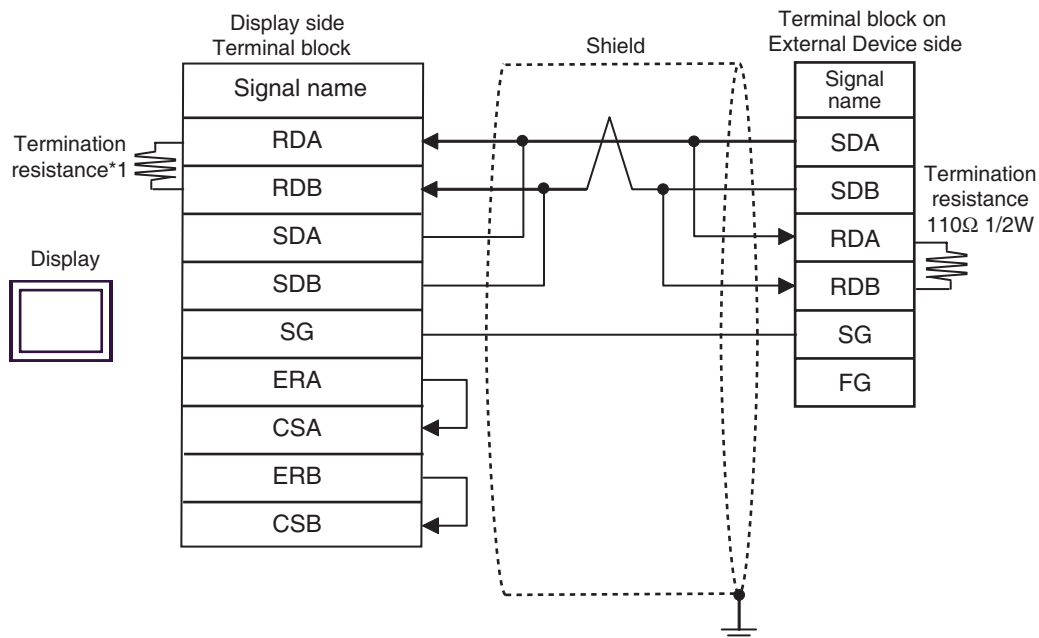 Display side
Terminal block
Shield
Terminal block on
External Device side
Signal name
Signal
name
Termination
resistance*1
RDA
RDB
SDA
SDB
SG
ERA
CSA
ERB
CSB
Display
SDA
SDB
RDA
RDB
SG
FG
Termination
resistance
110Ω 1/2W